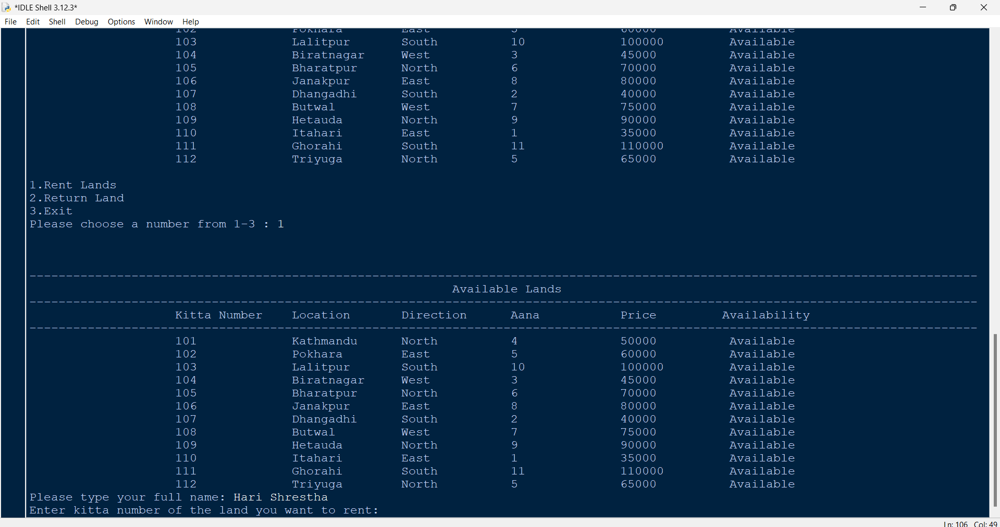 *IDLE Shell 3.12.3*
File Edit Shell Debug Options Window Help
102 Pokhara East 5 60000 Available
103 Lalitpur South 10 100000 Available
104 Biratnagar West 3 45000 Available
105 Bharatpur North 6 70000 Available
106 Janakpur East 8 80000 Available
107 Dhangadhi South 2 40000 Available
108 Butwal West 7 75000 Available
109 Hetauda North 9 90000 Available
110 Itahari East 1 35000 Available
111 Ghorahi South 11 110000 Available
112 Triyuga North 5 65000 Available
1.Rent Lands
2.Return Land
3.Exit
Please choose a number from 1-3 : 1
Available Lands
Kitta Number Location Direction Aana Price Availability
101 Kathmandu North 4 50000 Available
102 Pokhara East 5 60000 Available
103 Lalitpur South 10 100000 Available
104 Biratnagar West 3 45000 Available
105 Bharatpur North 6 70000 Available
106 Janakpur East 8 80000 Available
107 Dhangadhi South 2 40000 Available
108 Butwal West 7 75000 Available
109 Hetauda North 9 90000 Available
110 Itahari East 1 35000 Available
111 Ghorahi South 11 110000 Available
112 Triyuga North 5 65000 Available
Please type your full name: Hari Shrestha
Enter kitta number of the land you want to rent:
Ln: 106 Col: 49